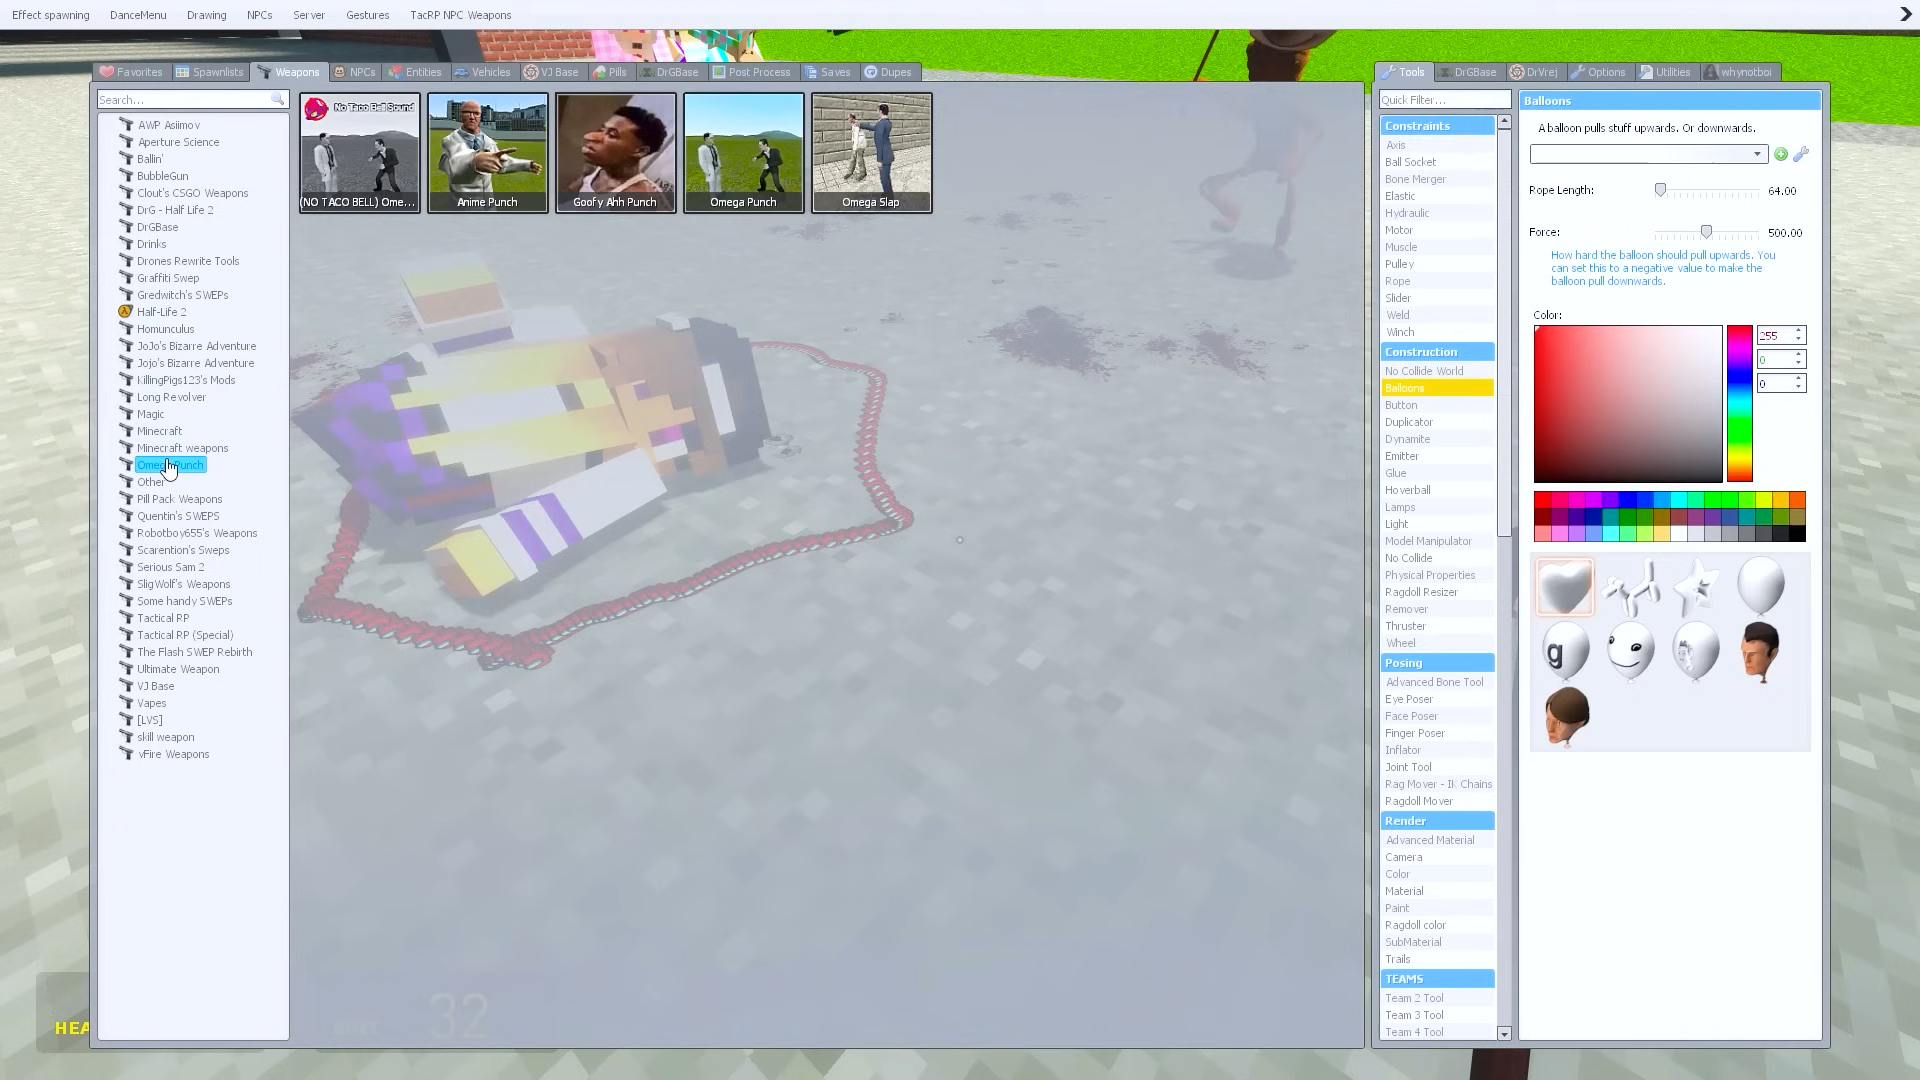 Effect spawning DanceMenu Drawing NPCs Server Gestures TacRP NPC Weapons
Favorites Spawnlists Weapons NPCs Entities Vehicles VJ Base Pills DrGBase Post Process Saves Dupes
Search...
AWP Asiimov
Aperture Science
Ballin'
BubbleGun
Clout's CSGO Weapons
DrG - Half Life 2
DrGBase
Drinks
Drones Rewrite Tools
Graffiti Swep
Gredwitch's SWEPs
Half-Life 2
Homunculus
JoJo's Bizarre Adventure
Jojo's Bizarre Adventure
KillingPigs123's Mods
Long Revolver
Magic
Minecraft
Minecraft weapons
Omega Punch
Other
Pill Pack Weapons
Quentin's SWEPS
Robotboy655's Weapons
Scarention's Sweps
Serious Sam 2
SligWolf's Weapons
Some handy SWEPs
Tactical RP
Tactical RP (Special)
The Flash SWEP Rebirth
Ultimate Weapon
VJ Base
Vapes
[LVS]
skill weapon
vFire Weapons
No Taco Bell Sound
(NO TACO BELL) Ome...
Anime Punch
Goofy Ahh Punch
Omega Punch
Omega Slap
HEA
32
Tools DrGBase DrVrej Options Utilities whynotboi
Quick Filter...
Constraints
Axis
Ball Socket
Bone Merger
Elastic
Hydraulic
Motor
Muscle
Pulley
Rope
Slider
Weld
Winch
Construction
No Collide World
Balloons
Button
Duplicator
Dynamite
Emitter
Glue
Hoverball
Lamps
Light
Model Manipulator
No Collide
Physical Properties
Ragdoll Resizer
Remover
Thruster
Wheel
Posing
Advanced Bone Tool
Eye Poser
Face Poser
Finger Poser
Inflator
Joint Tool
Rag Mover - IK Chains
Ragdoll Mover
Render
Advanced Material
Camera
Color
Material
Paint
Ragdoll color
SubMaterial
Trails
TEAMS
Team 2 Tool
Team 3 Tool
Team 4 Tool
Balloons
A balloon pulls stuff upwards. Or downwards.
Rope Length: 64.00
Force: 500.00
How hard the balloon should pull upwards. You
can set this to a negative value to make the
balloon pull downwards.
Color:
255
0
0
g